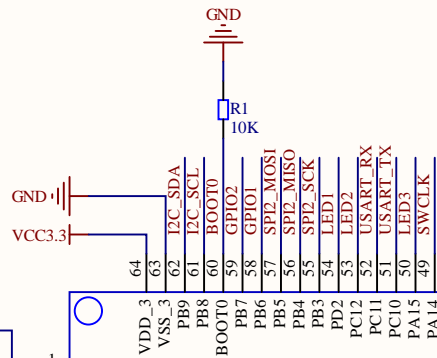 GND
R1
10K
GND
VCC3.3
I2C_SDA
I2C_SCL
BOOT0
GPIO2
GPIO1
SPI2_MOSI
SPI2_MISO
SPI2_SCK
LED1
LED2
USART_RX
USART_TX
LED3
SWCLK
64
63
62
61
60
59
58
57
56
55
54
53
52
51
50
49
VDD_3
VSS_3
PB9
PB8
BOOT0
PB7
PB6
PB5
PB4
PB3
PD2
PC12
PC11
PC10
PA15
PA14